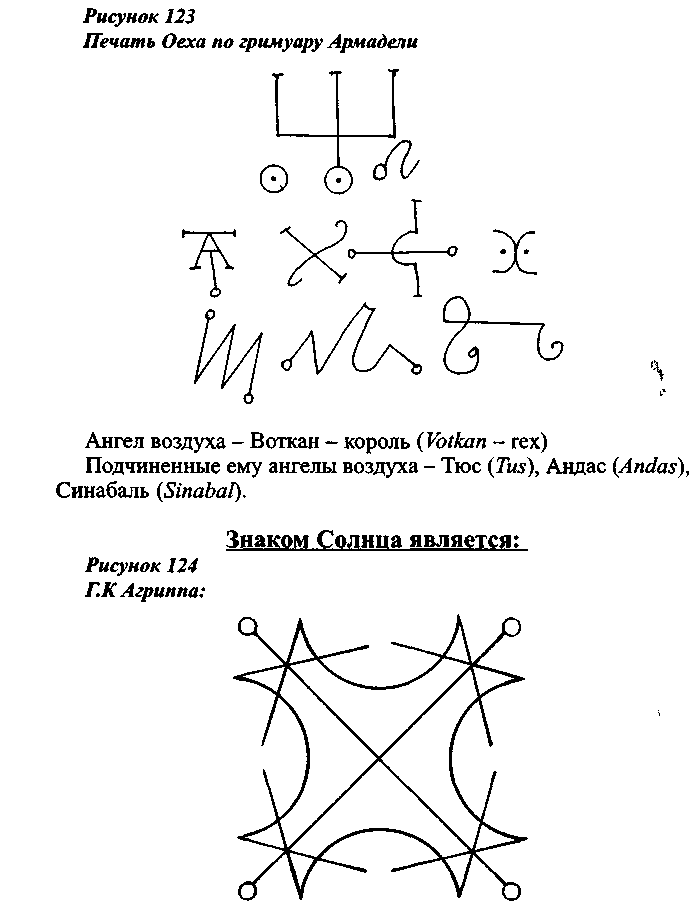 Рисунок 123
Печать Оеха по гримуару Армадели
Ангел воздуха – Воткан – король (Votkan – rex)
Подчиненные ему ангелы воздуха – Тюс (Tus), Андас (Andas),
Синабаль (Sinabal).
Знаком Солнца является:
Рисунок 124
Г.К Агриппа: